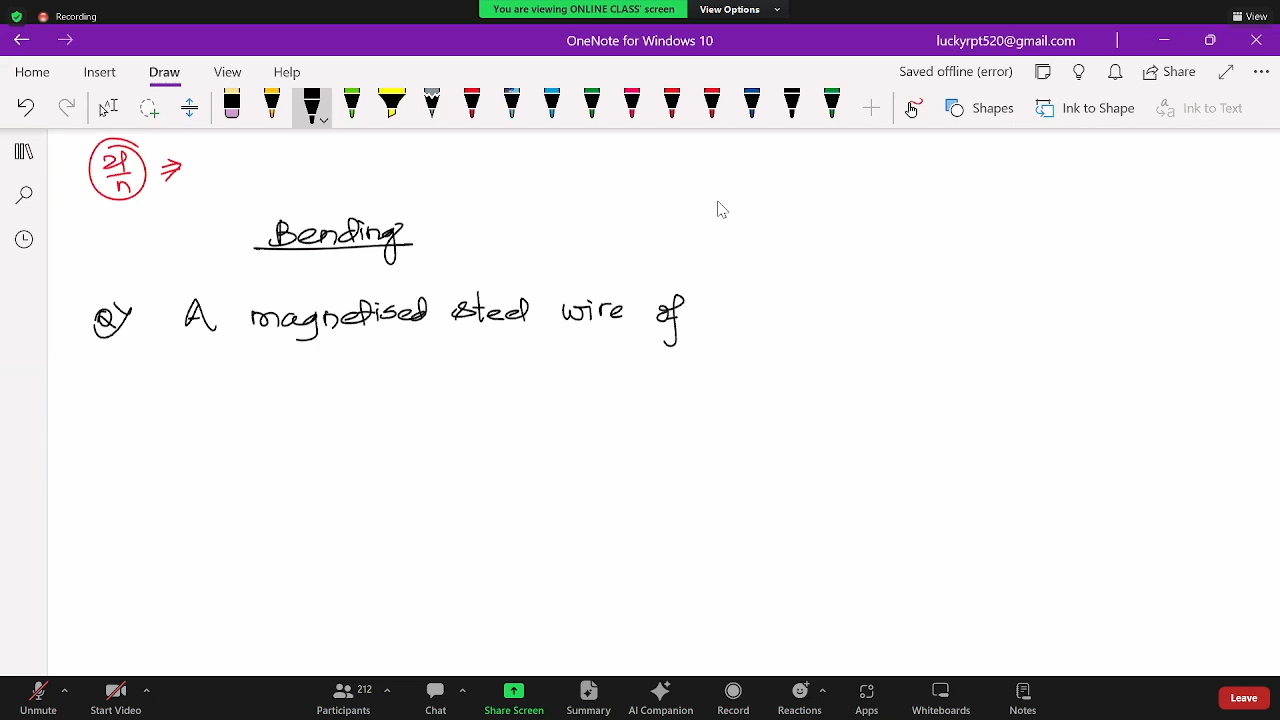 Recording
You are viewing ONLINE CLASS' screen
View Options
View
OneNote for Windows 10
luckyrpt520@gmail.com
Home
Insert
Draw
View
Help
Saved offline (error)
Share
Shapes
Ink to Shape
Ink to Text
n
Bending
Q) A magnetised steel wire of
Unmute
Start Video
Participants
212
Chat
Share Screen
Summary
AI Companion
Record
Reactions
Apps
Whiteboards
Notes
Leave